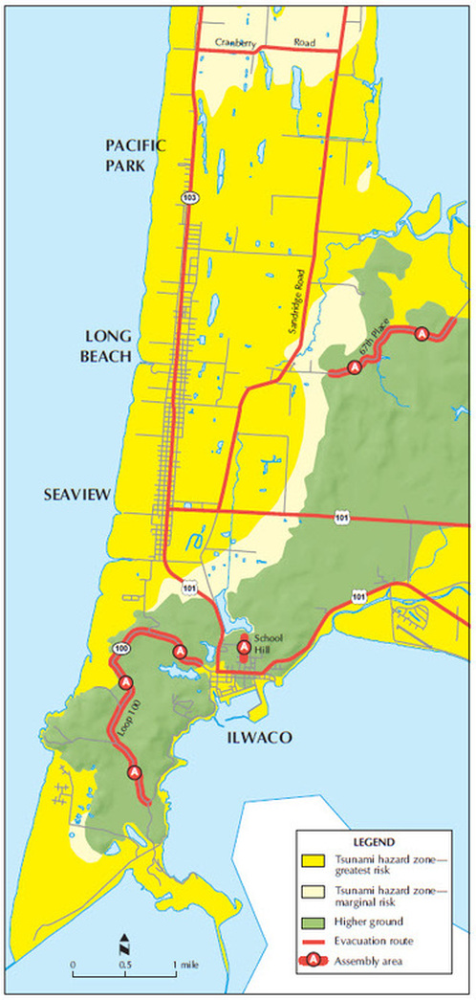 Cranberry Road
PACIFIC
PARK
103
Sandridge Road
LONG
BEACH
67th Place
A
A
SEAVIEW
101
101
101
100
A
A
School
Hill
A
Loop 100
ILWACO
A
LEGEND
Tsunami hazard zone—
greatest risk
Tsunami hazard zone—
marginal risk
Higher ground
Evacuation route
A
Assembly area
N
0 0.5 1 mile